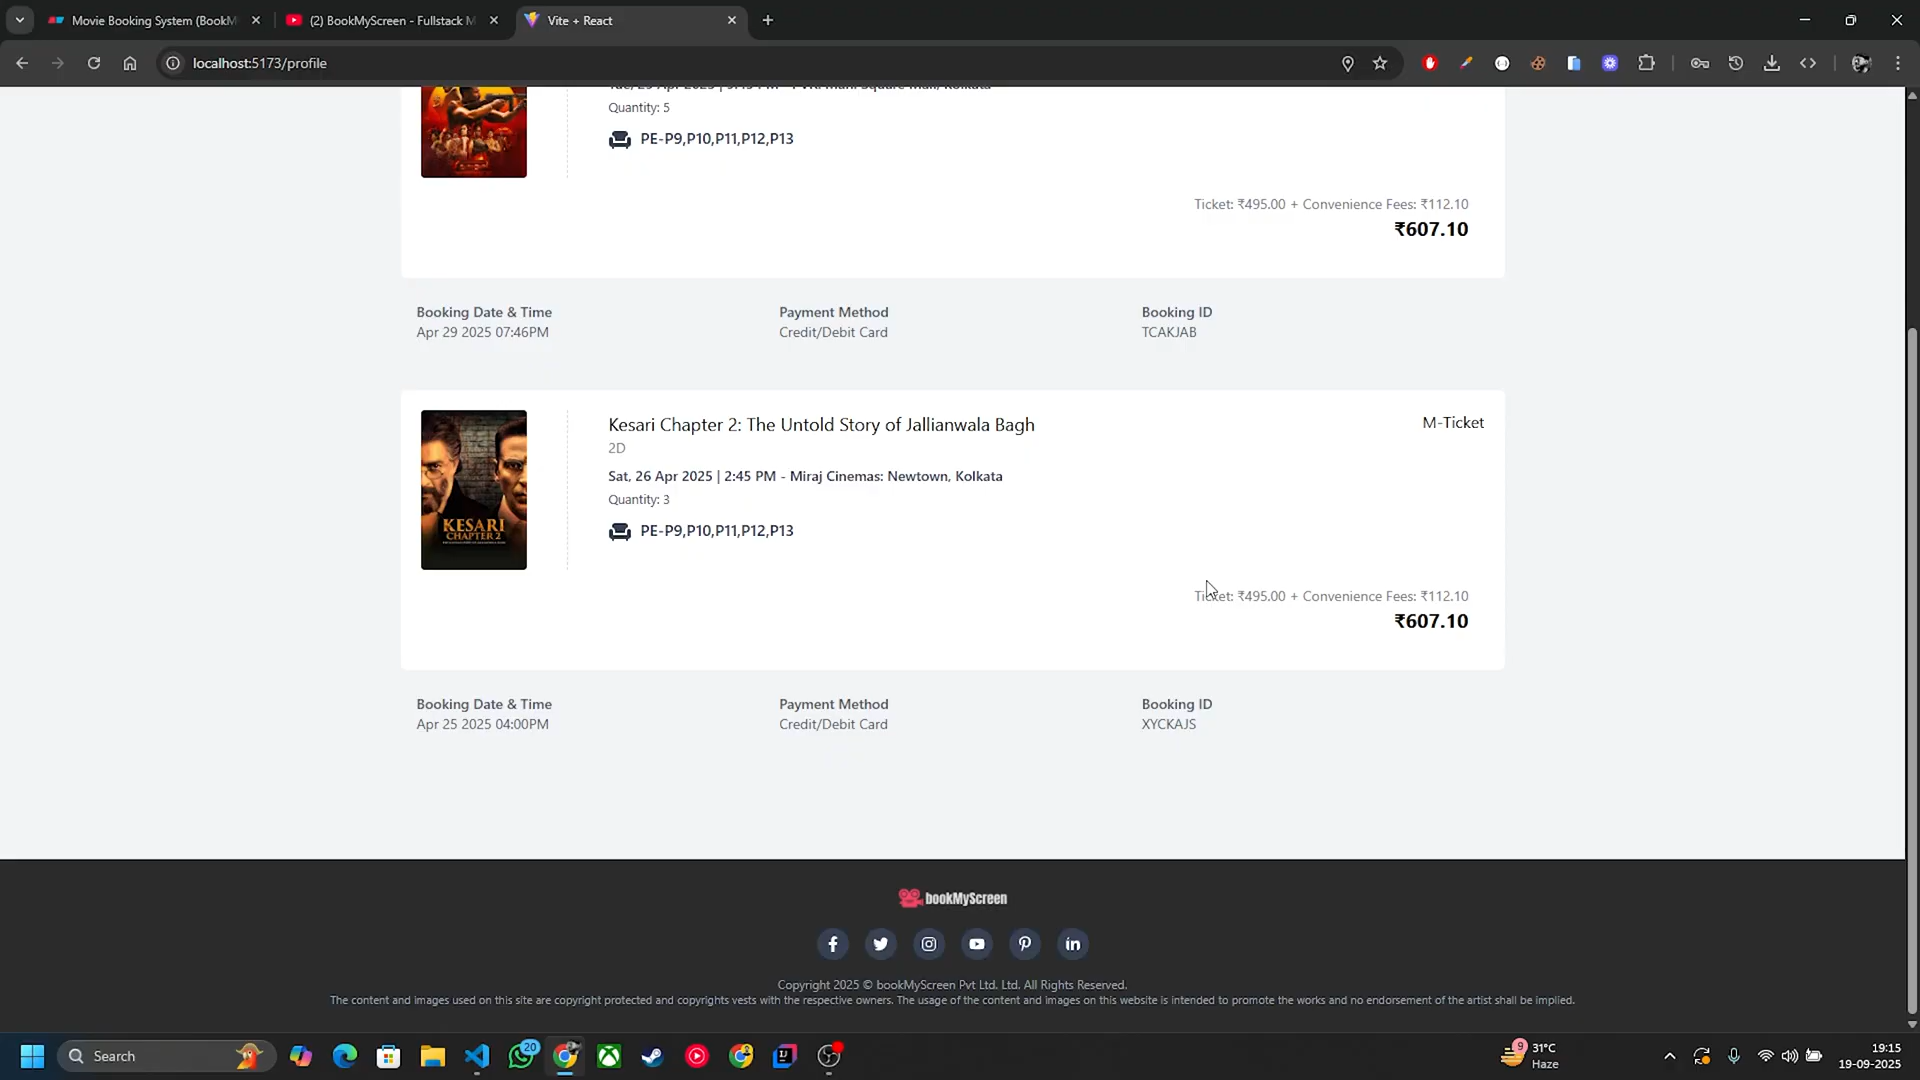 Movie Booking System (BookM
(2) BookMyScreen - Fullstack M
Vite + React
localhost:5173/profile
Quantity: 5
PE-P9,P10,P11,P12,P13
Ticket: ₹495.00 + Convenience Fees: ₹112.10
₹607.10
Booking Date & Time
Payment Method
Booking ID
Apr 29 2025 07:46PM
Credit/Debit Card
TCAKJAB
Kesari Chapter 2: The Untold Story of Jallianwala Bagh
M-Ticket
2D
Sat, 26 Apr 2025 | 2:45 PM - Miraj Cinemas: Newtown, Kolkata
Quantity: 3
KESARI
CHAPTER 2
PE-P9,P10,P11,P12,P13
Ticket: ₹495.00 + Convenience Fees: ₹112.10
₹607.10
Booking Date & Time
Payment Method
Booking ID
Apr 25 2025 04:00PM
Credit/Debit Card
XYCKAJS
bookMyScreen
Copyright 2025 © bookMyScreen Pvt Ltd. Ltd. All Rights Reserved.
The content and images used on this site are copyright protected and copyrights vests with the respective owners. The usage of the content and images on this website is intended to promote the works and no endorsement of the artist shall be implied.
Search
20
9
31°C
Haze
19:15
19-09-2025